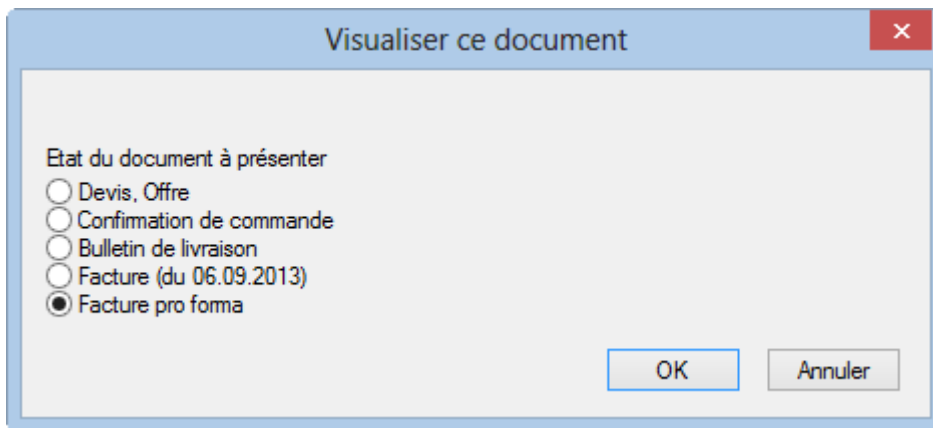 Visualiser ce document
Etat du document à présenter
Devis, Offre
Confirmation de commande
Bulletin de livraison
Facture (du 06.09.2013)
Facture pro forma
OK Annuler